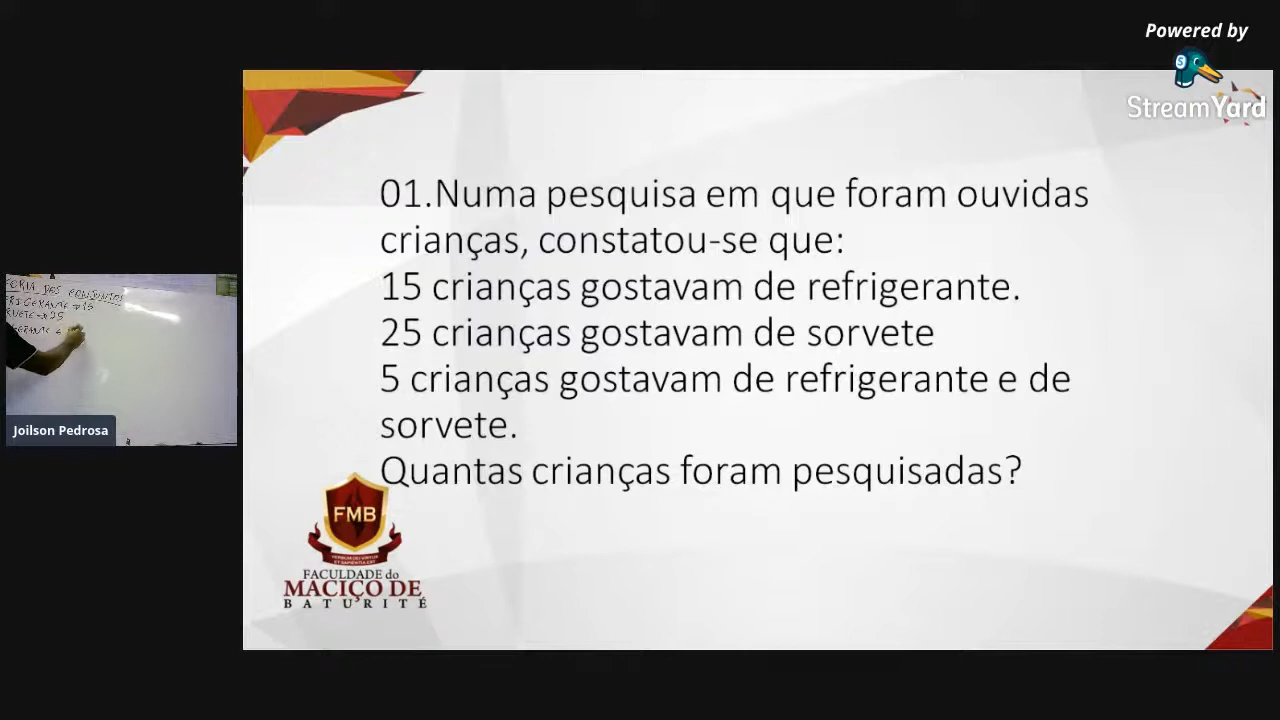 Powered by
StreamYard
01.Numa pesquisa em que foram ouvidas
crianças, constatou-se que:
15 crianças gostavam de refrigerante.
25 crianças gostavam de sorvete
5 crianças gostavam de refrigerante e de
sorvete.
Quantas crianças foram pesquisadas?
DAS CONJUNTOS
Joilson Pedrosa
FMB
FACULDADE do
MACIÇO DE
BATURITÉ